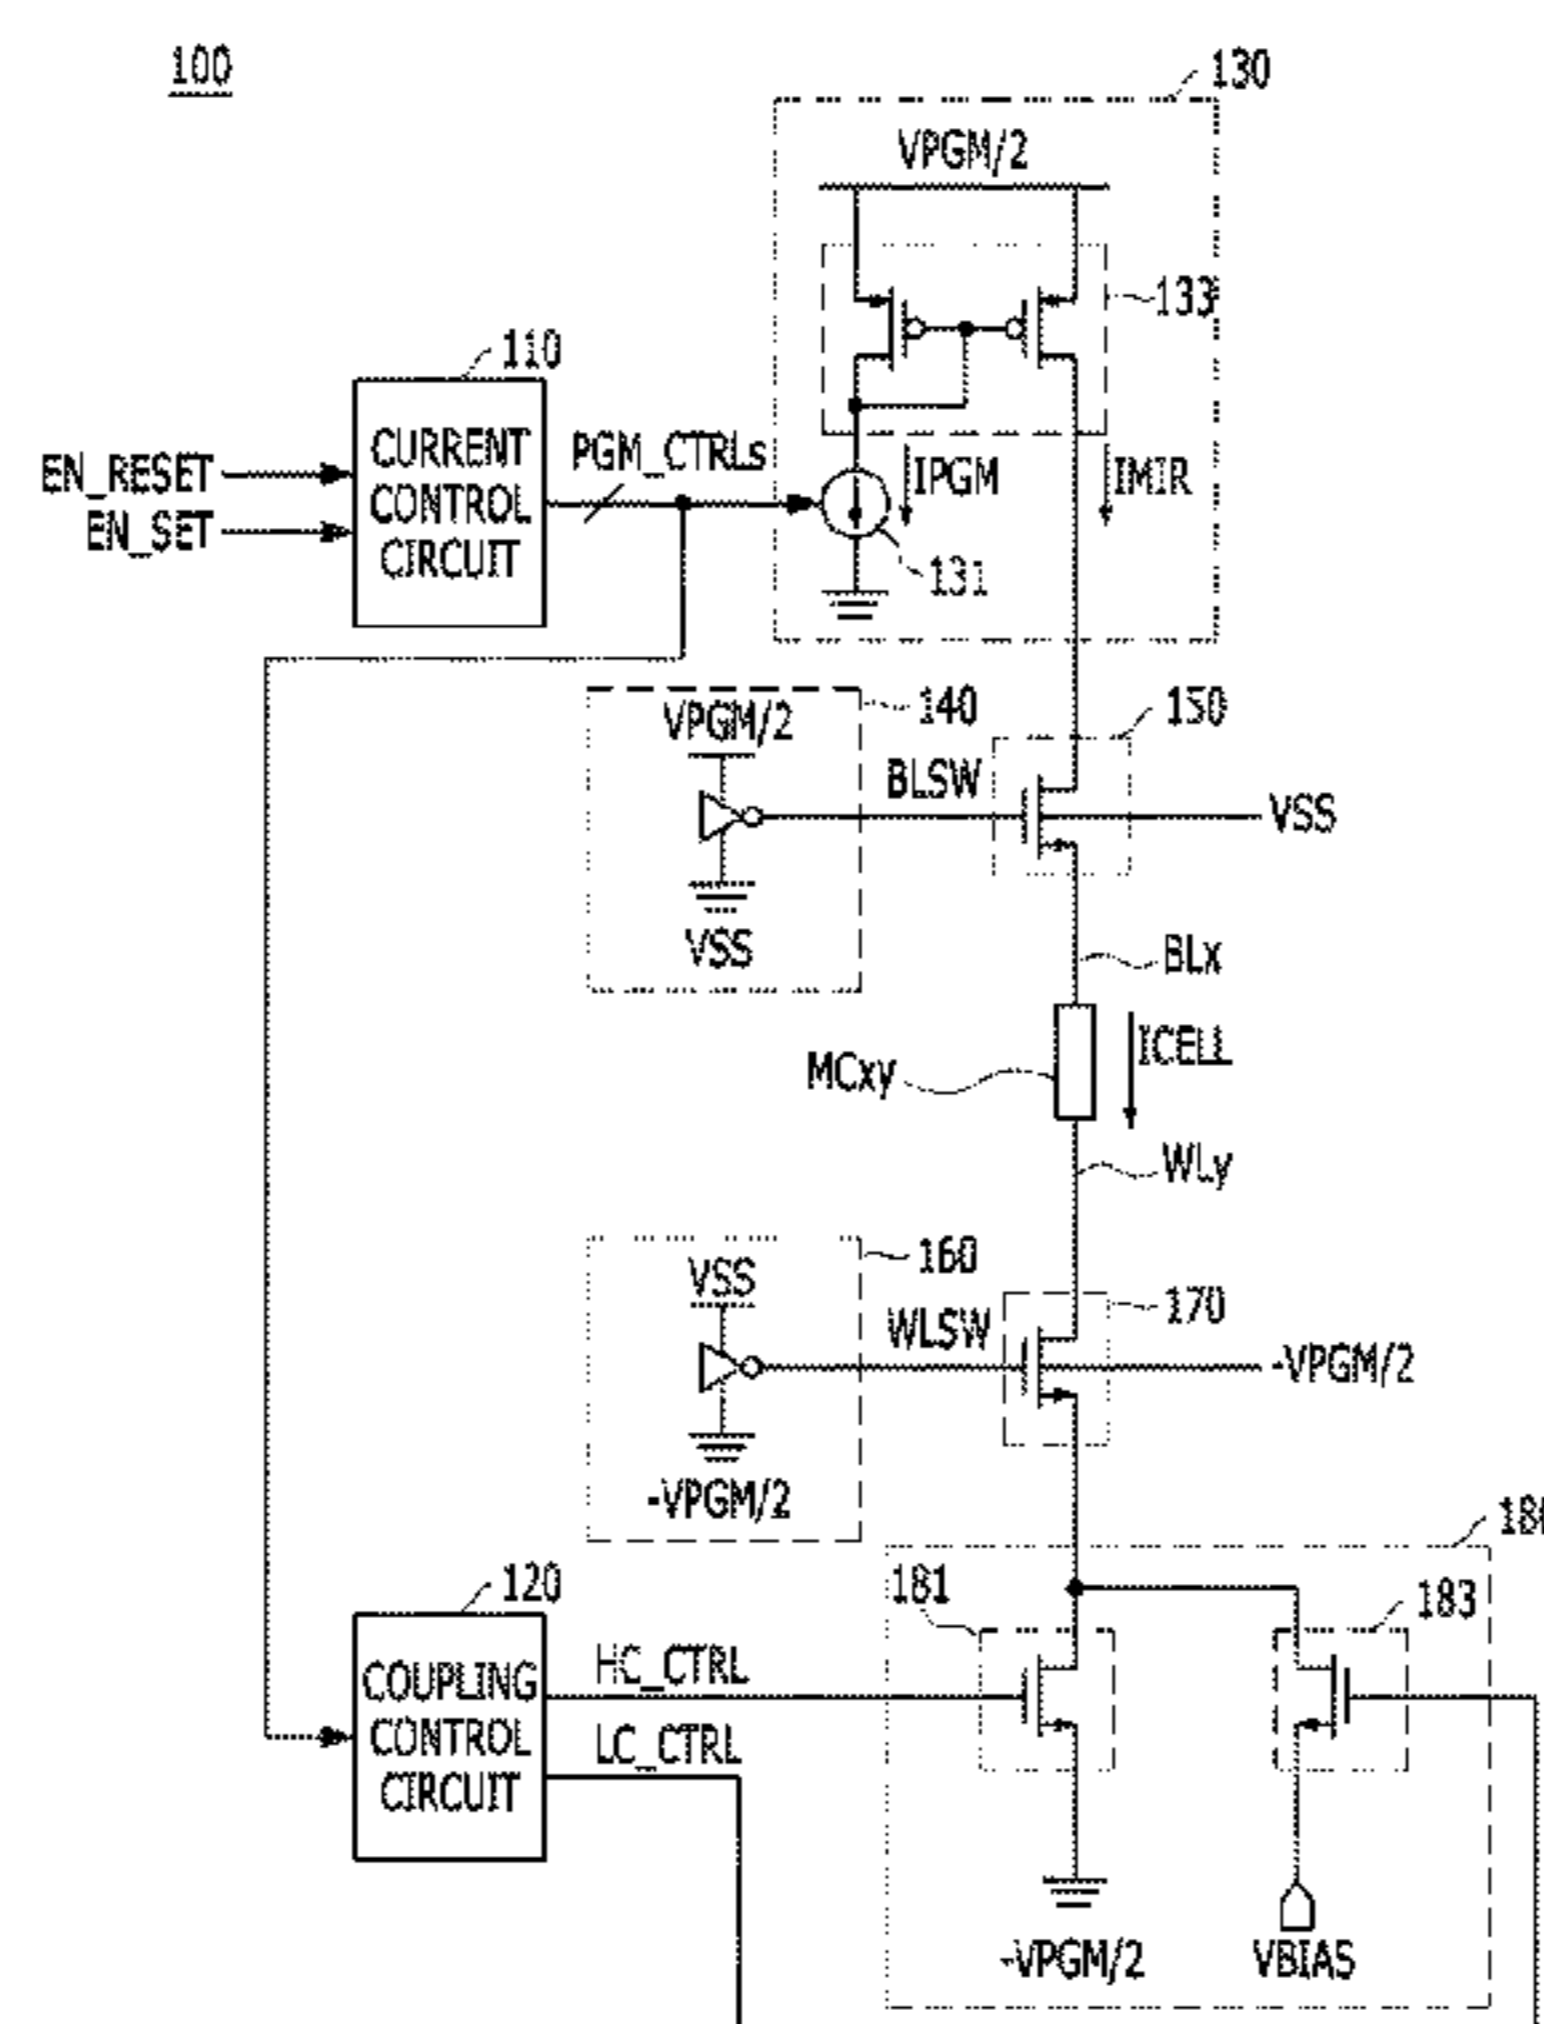 100
130
VPGM/2
133
110
CURRENT
CONTROL
CIRCUIT
EN_RESET
EN_SET
PGM_CTRLs
IPGM
IMIR
131
140
VPGM/2
VSS
150
BLSW
VSS
BLx
MCxy
ICELL
WLy
160
VSS
-VPGM/2
170
WLSW
-VPGM/2
120
COUPLING
CONTROL
CIRCUIT
HC_CTRL
LC_CTRL
181
183
-VPGM/2
VBIAS